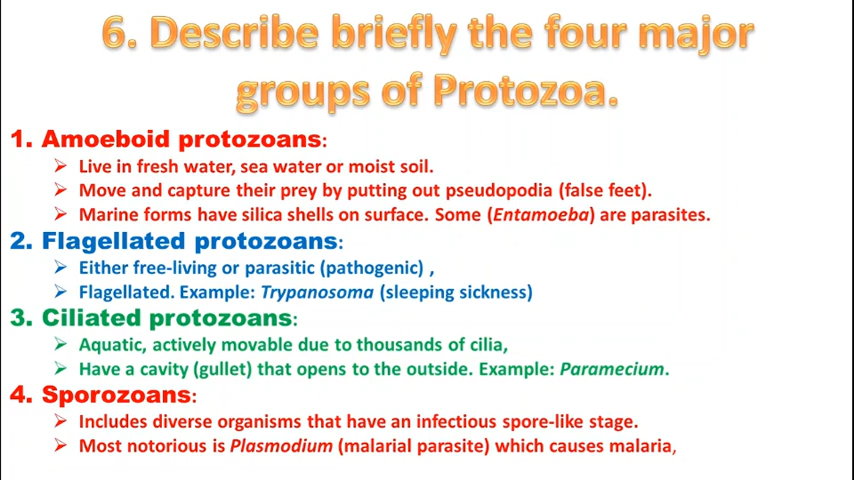 6. Describe briefly the four major
groups of Protozoa.
1. Amoeboid protozoans:
➢ Live in fresh water, sea water or moist soil.
➢ Move and capture their prey by putting out pseudopodia (false feet).
➢ Marine forms have silica shells on surface. Some (Entamoeba) are parasites.
2. Flagellated protozoans:
➢ Either free-living or parasitic (pathogenic) ,
➢ Flagellated. Example: Trypanosoma (sleeping sickness)
3. Ciliated protozoans:
➢ Aquatic, actively movable due to thousands of cilia,
➢ Have a cavity (gullet) that opens to the outside. Example: Paramecium.
4. Sporozoans:
➢ Includes diverse organisms that have an infectious spore-like stage.
➢ Most notorious is Plasmodium (malarial parasite) which causes malaria,